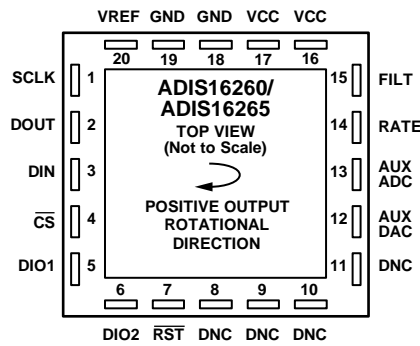 VREF GND GND VCC VCC
20 19 18 17 16
SCLK 1
DOUT 2
DIN 3
CS 4
DIO1 5
ADIS16260/
ADIS16265
TOP VIEW
(Not to Scale)
POSITIVE OUTPUT
ROTATIONAL
DIRECTION
15 FILT
14 RATE
13 AUX
ADC
12 AUX
DAC
11 DNC
6 7 8 9 10
DIO2 RST DNC DNC DNC